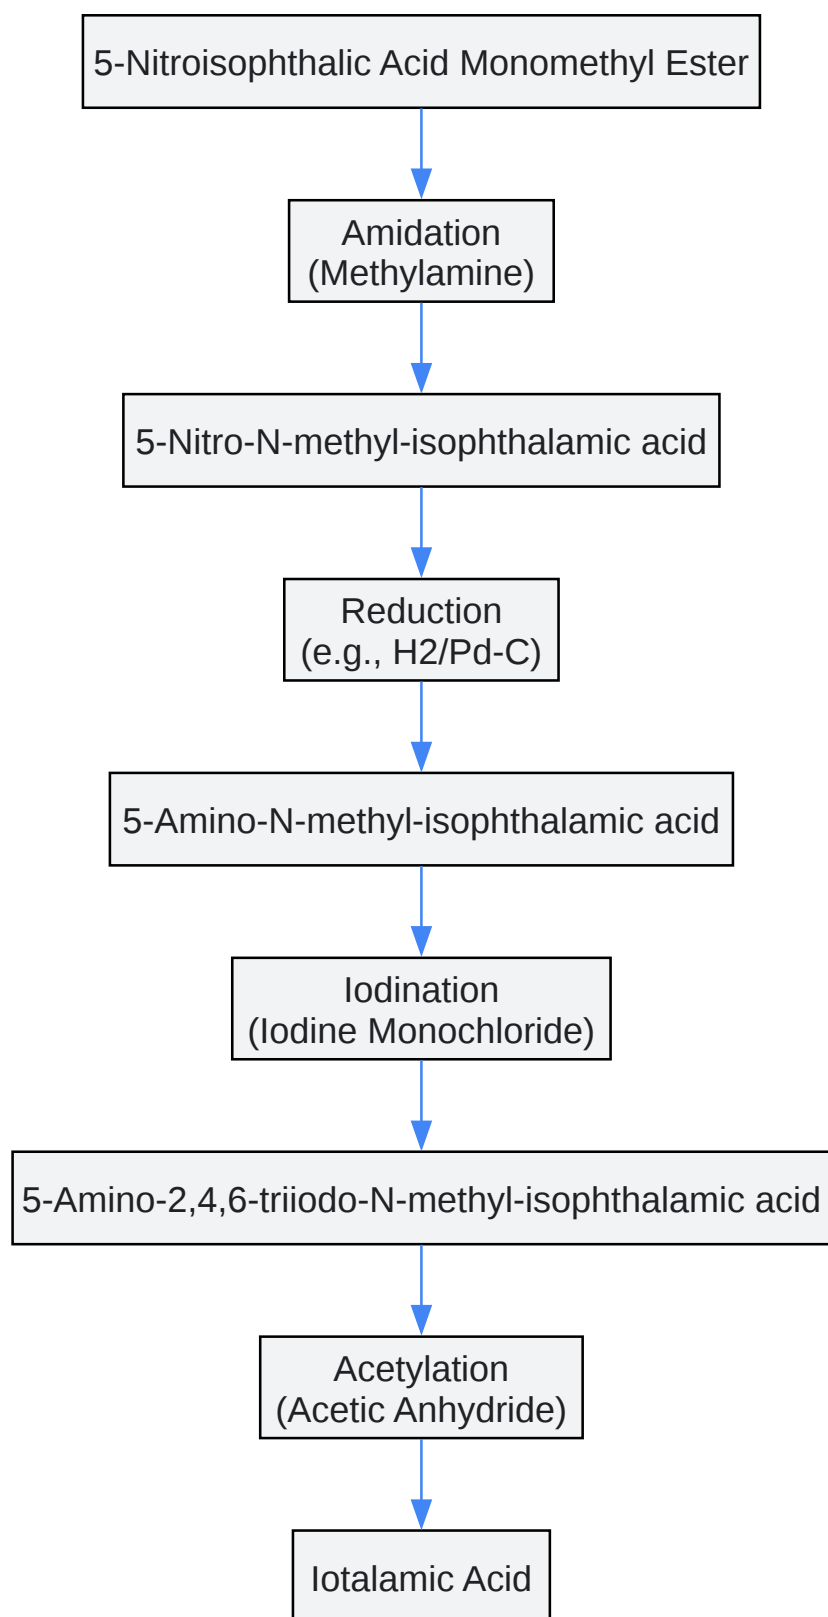 5-Nitroisophthalic Acid Monomethyl Ester
Amidation
(Methylamine)
5-Nitro-N-methyl-isophthalamic acid
Reduction
(e.g., H2/Pd-C)
5-Amino-N-methyl-isophthalamic acid
Iodination
(Iodine Monochloride)
5-Amino-2,4,6-triiodo-N-methyl-isophthalamic acid
Acetylation
(Acetic Anhydride)
Iotalamic Acid